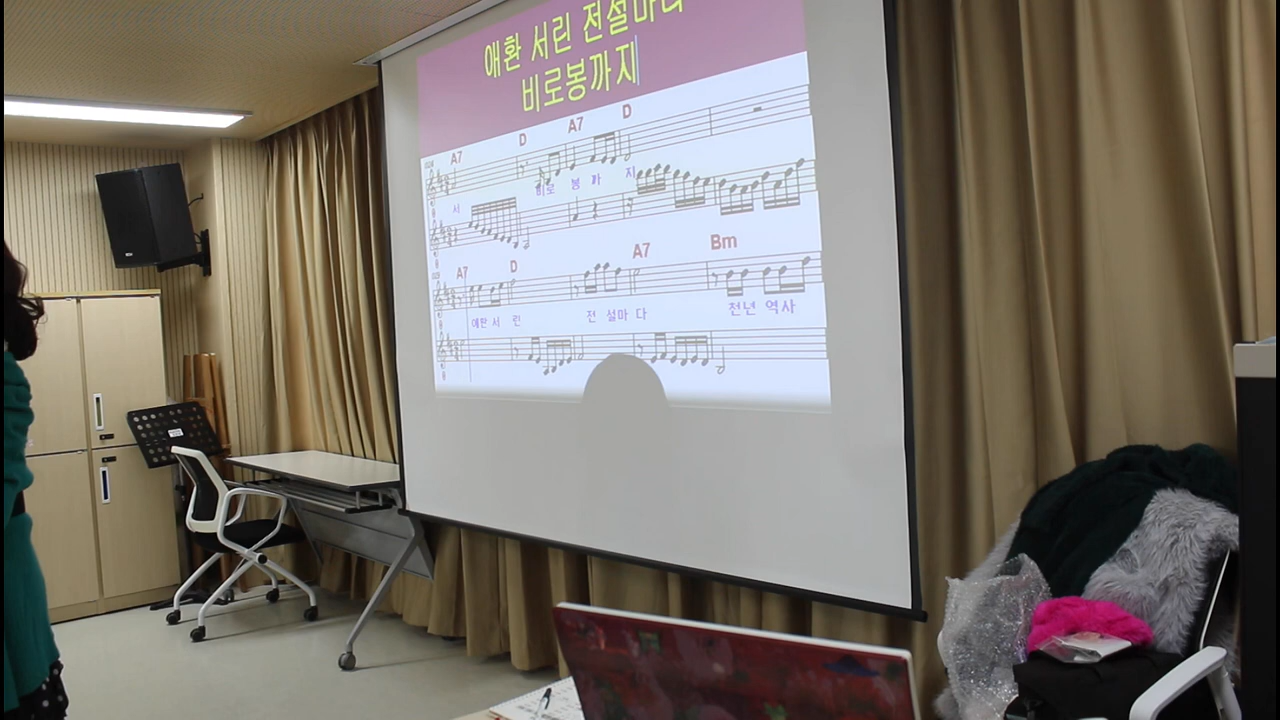 애환 서린 전설마다
비로봉까지
A7 D A7 D
시 비로 봉 까 지
A7 D A7 Bm
애환 서 린 전 설마 다 천년 역사